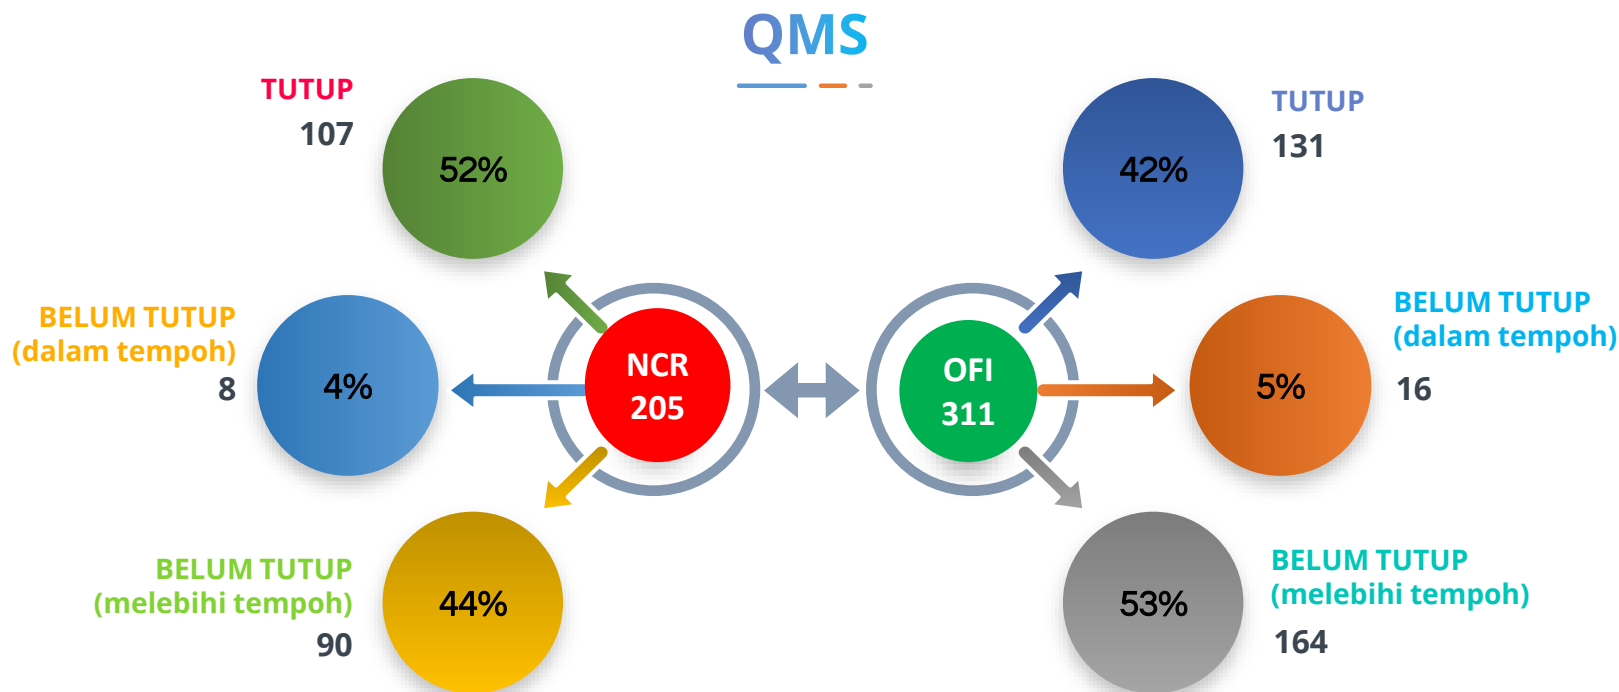 QMS
TUTUP
107
52%
BELUM TUTUP
(dalam tempoh)
8
4%
BELUM TUTUP
(melebihi tempoh)
90
44%
NCR
205
OFI
311
TUTUP
131
42%
BELUM TUTUP
(dalam tempoh)
16
5%
BELUM TUTUP
(melebihi tempoh)
164
53%